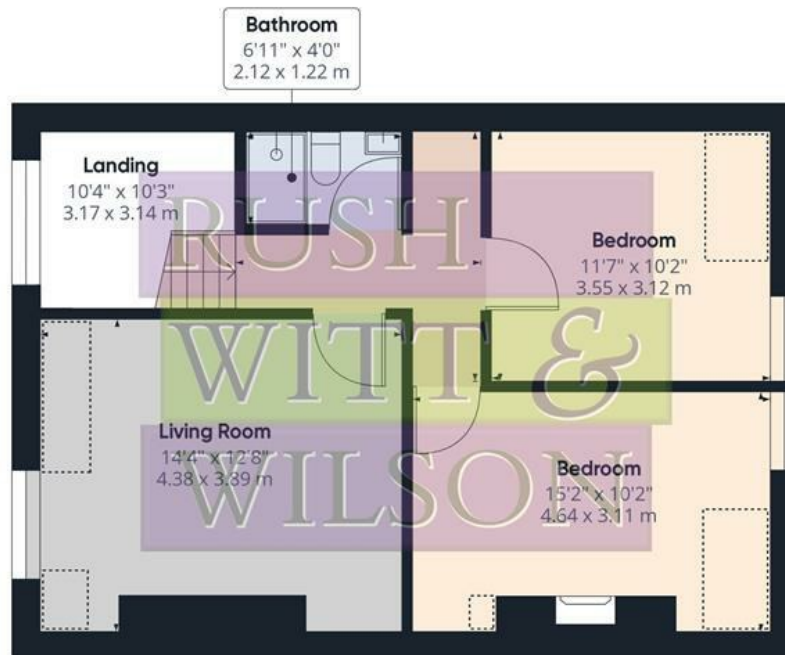 Bathroom
6'11" x 4'0"
2.12 x 1.22 m
Landing
10'4" x 10'3"
3.17 x 3.14 m
RUSH
Bedroom
11'7" x 10'2"
3.55 x 3.12 m
WITT &
Living Room
14'4" x 12'8"
4.38 x 3.89 m
WILSON
Bedroom
15'2" x 10'2"
4.64 x 3.11 m